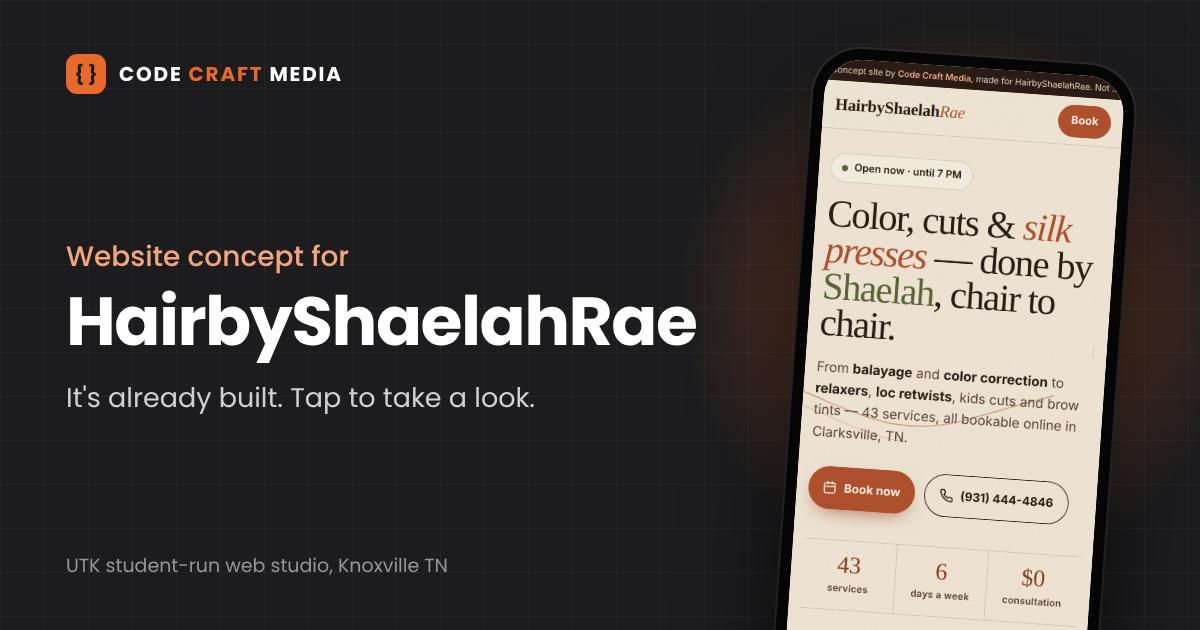 { } CODE CRAFT MEDIA
Website concept for
HairbyShaelahRae
It's already built. Tap to take a look.
UTK student-run web studio, Knoxville TN
concept site by Code Craft Media, made for HairbyShaelahRae. Not ...
HairbyShaelahRae
Book
Open now · until 7 PM
Color, cuts & silk
presses — done by
Shaelah, chair to
chair.
From balayage and color correction to
relaxers, loc retwists, kids cuts and brow
tints — 43 services, all bookable online in
Clarksville, TN.
Book now
(931) 444-4846
43
services
6
days a week
$0
consultation